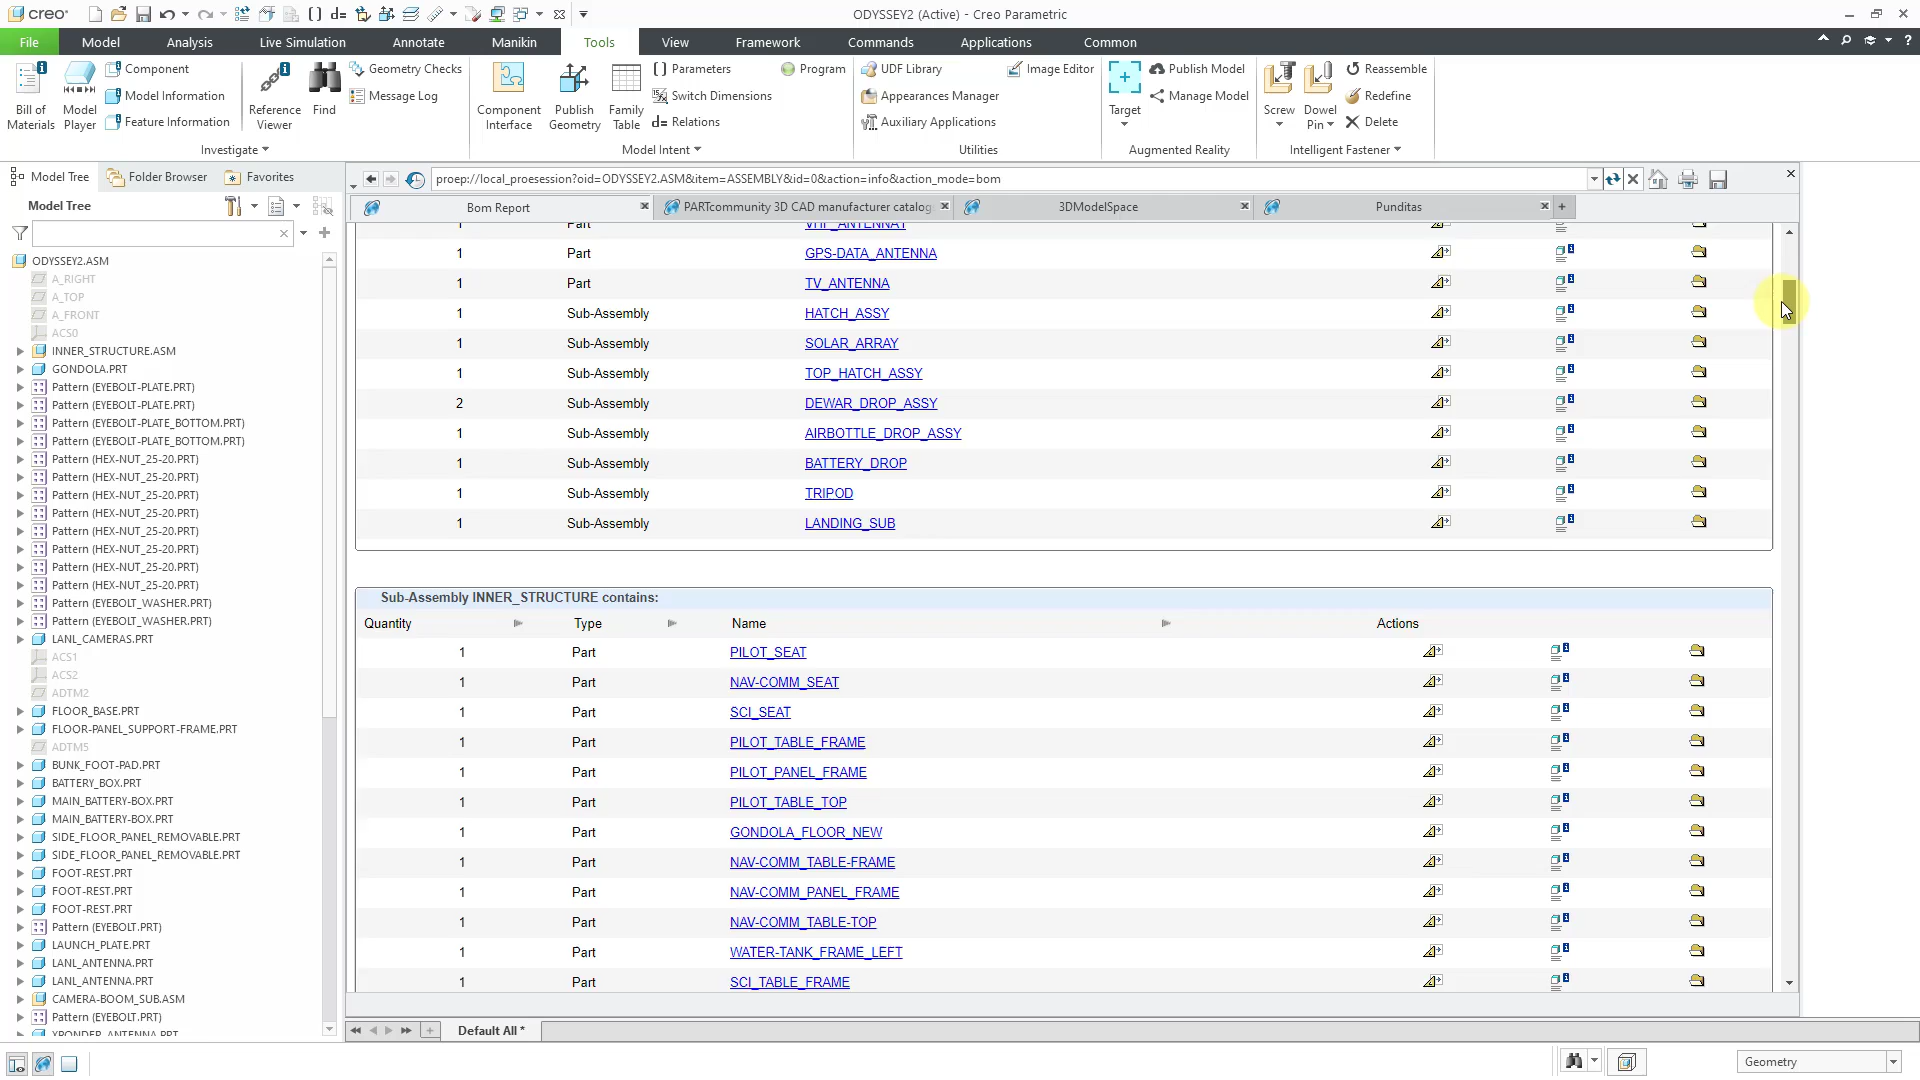 creo
ODYSSEY2 (Active) - Creo Parametric
File Model Analysis Live Simulation Annotate Manikin Tools View Framework Commands Applications Common
Bill of Materials
Model Player
Component
Model Information
Feature Information
Reference Viewer
Find
Geometry Checks
Message Log
Investigate
Component Interface
Publish Geometry
Family Table
Parameters
Switch Dimensions
d= Relations
Program
Model Intent
UDF Library
Appearances Manager
Auxiliary Applications
Image Editor
Utilities
Target
Publish Model
Manage Model
Augmented Reality
Screw
Dowel Pin
Reassemble
Redefine
Delete
Intelligent Fastener
Model Tree Folder Browser Favorites
Model Tree
ODYSSEY2.ASM
A_RIGHT
A_TOP
A_FRONT
ACS0
INNER_STRUCTURE.ASM
GONDOLA.PRT
Pattern (EYEBOLT-PLATE.PRT)
Pattern (EYEBOLT-PLATE.PRT)
Pattern (EYEBOLT-PLATE_BOTTOM.PRT)
Pattern (EYEBOLT-PLATE_BOTTOM.PRT)
Pattern (HEX-NUT_25-20.PRT)
Pattern (HEX-NUT_25-20.PRT)
Pattern (HEX-NUT_25-20.PRT)
Pattern (HEX-NUT_25-20.PRT)
Pattern (HEX-NUT_25-20.PRT)
Pattern (HEX-NUT_25-20.PRT)
Pattern (HEX-NUT_25-20.PRT)
Pattern (HEX-NUT_25-20.PRT)
Pattern (EYEBOLT_WASHER.PRT)
Pattern (EYEBOLT_WASHER.PRT)
LANL_CAMERAS.PRT
ACS1
ACS2
ADTM2
FLOOR_BASE.PRT
FLOOR-PANEL_SUPPORT-FRAME.PRT
ADTM5
BUNK_FOOT-PAD.PRT
BATTERY_BOX.PRT
MAIN_BATTERY-BOX.PRT
MAIN_BATTERY-BOX.PRT
SIDE_FLOOR_PANEL_REMOVABLE.PRT
SIDE_FLOOR_PANEL_REMOVABLE.PRT
FOOT-REST.PRT
FOOT-REST.PRT
FOOT-REST.PRT
Pattern (EYEBOLT.PRT)
LAUNCH_PLATE.PRT
LANL_ANTENNA.PRT
LANL_ANTENNA.PRT
CAMERA-BOOM_SUB.ASM
Pattern (EYEBOLT.PRT)
XPONDER_ANTENNA.PRT
proep://local_proesession?oid=ODYSSEY2.ASM&item=ASSEMBLY&id=0&action=info&action_mode=bom
Bom Report PARTcommunity 3D CAD manufacturer catalog 3DModelSpace Punditas
1 Part VHF_ANTENNAY
1 Part GPS-DATA_ANTENNA
1 Part TV_ANTENNA
1 Sub-Assembly HATCH_ASSY
1 Sub-Assembly SOLAR_ARRAY
1 Sub-Assembly TOP_HATCH_ASSY
2 Sub-Assembly DEWAR_DROP_ASSY
1 Sub-Assembly AIRBOTTLE_DROP_ASSY
1 Sub-Assembly BATTERY_DROP
1 Sub-Assembly TRIPOD
1 Sub-Assembly LANDING_SUB
Sub-Assembly INNER_STRUCTURE contains:
Quantity Type Name Actions
1 Part PILOT_SEAT
1 Part NAV-COMM_SEAT
1 Part SCI_SEAT
1 Part PILOT_TABLE_FRAME
1 Part PILOT_PANEL_FRAME
1 Part PILOT_TABLE_TOP
1 Part GONDOLA_FLOOR_NEW
1 Part NAV-COMM_TABLE-FRAME
1 Part NAV-COMM_PANEL_FRAME
1 Part NAV-COMM_TABLE-TOP
1 Part WATER-TANK_FRAME_LEFT
1 Part SCI_TABLE_FRAME
Default All *
Geometry